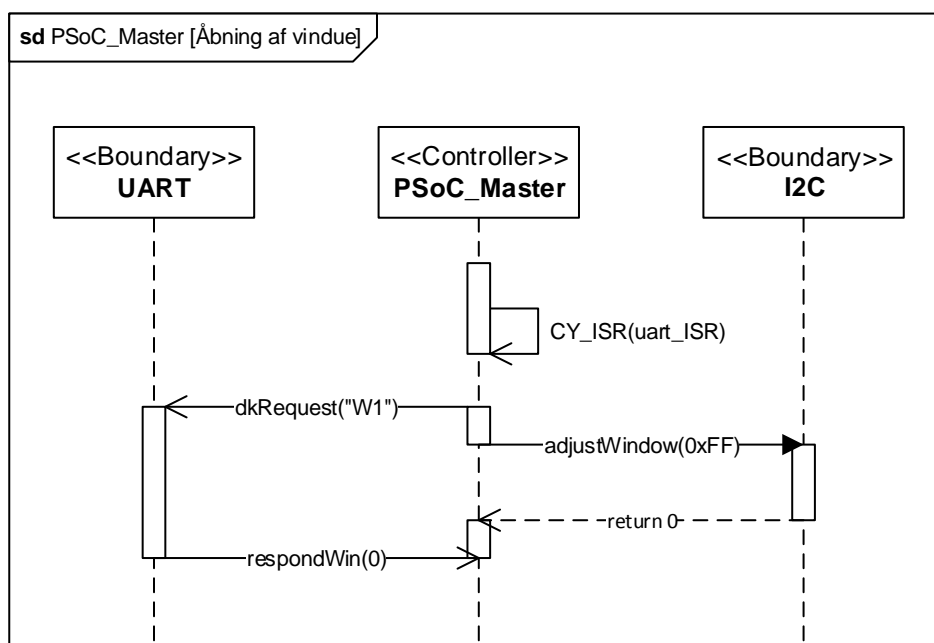 sd PSoC_Master [Åbning af vindue]
<<Boundary>>
UART
<<Controller>>
PSoC_Master
<<Boundary>>
I2C
CY_ISR(uart_ISR)
dkRequest("W1")
adjustWindow(0xFF)
return 0
respondWin(0)